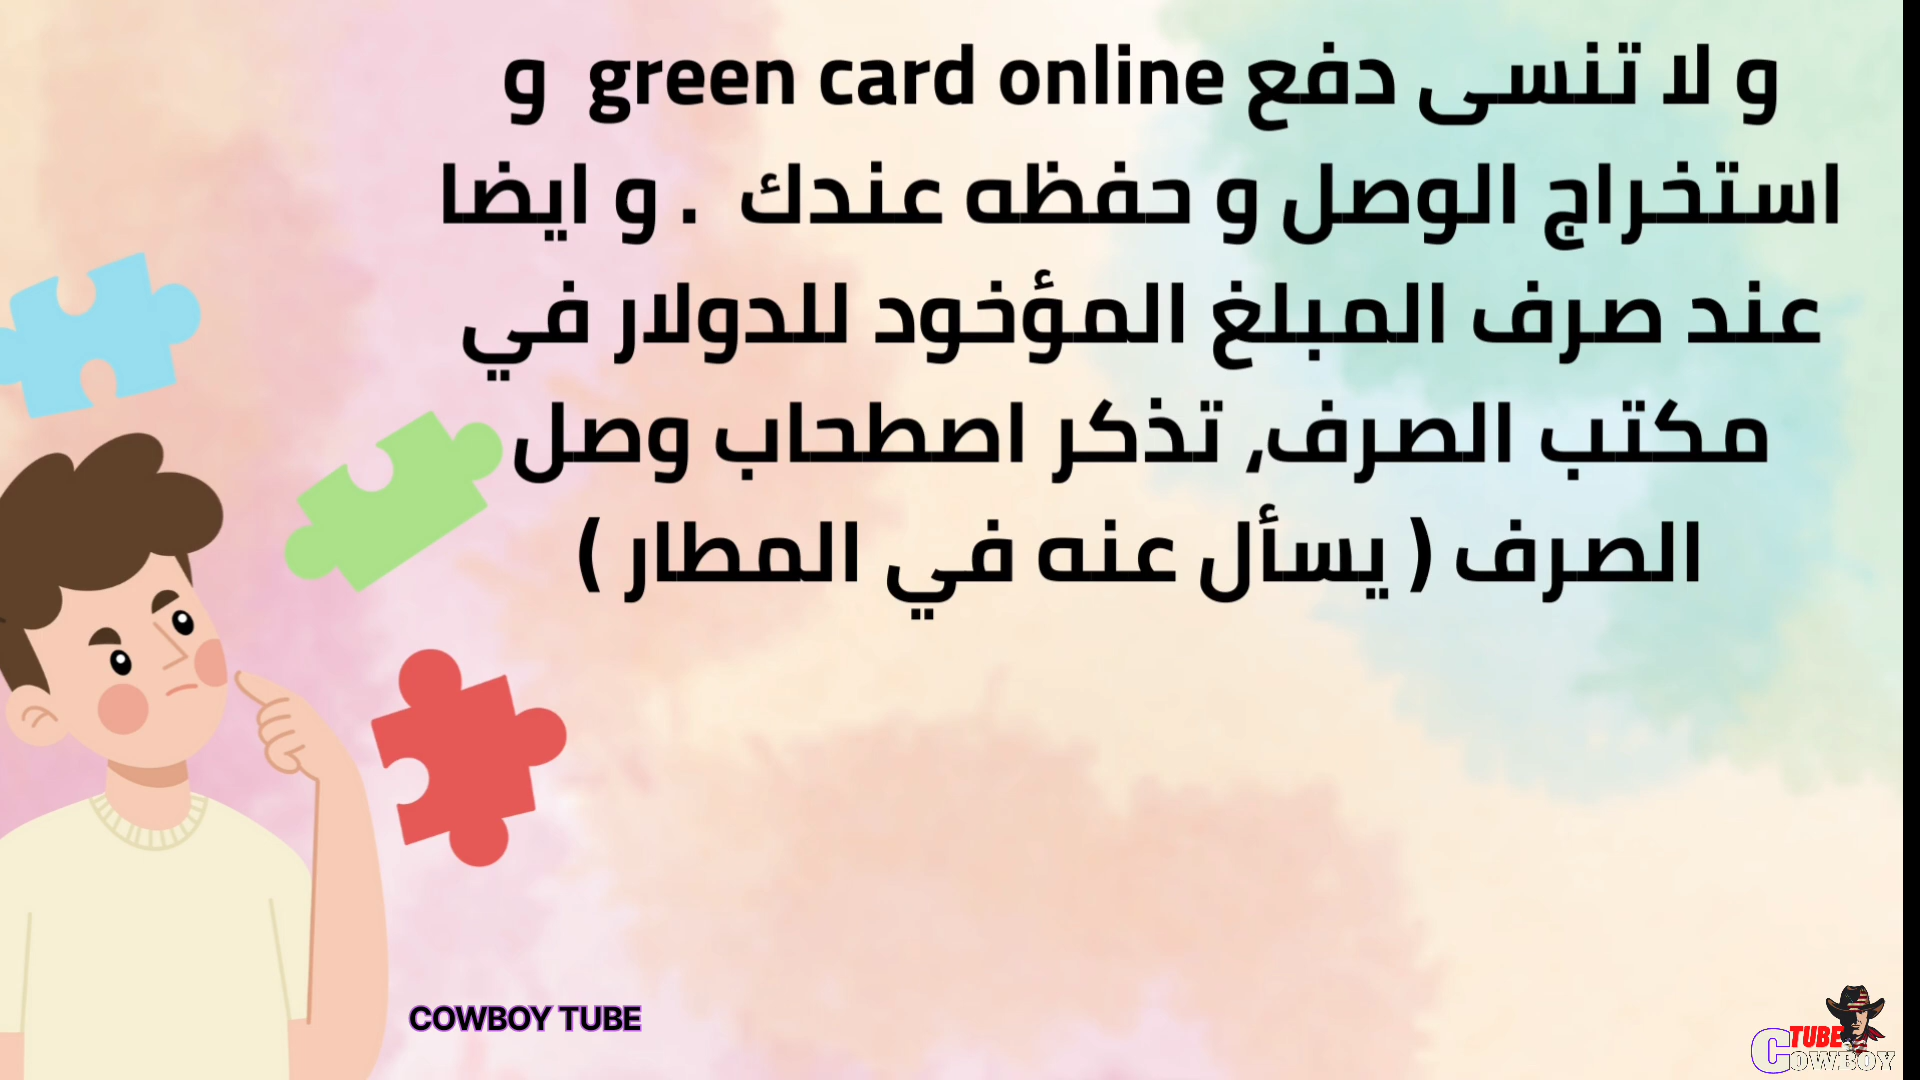 و لا تنسى دفع green card online و
استخراج الوصل و حفظه عندك . و ايضا
عند صرف المبلغ المؤخود للدولار في
مكتب الصرف, تذكر اصطحاب وصل
الصرف ( يسأل عنه في المطار )
COWBOY TUBE
TUBE
COWBOY